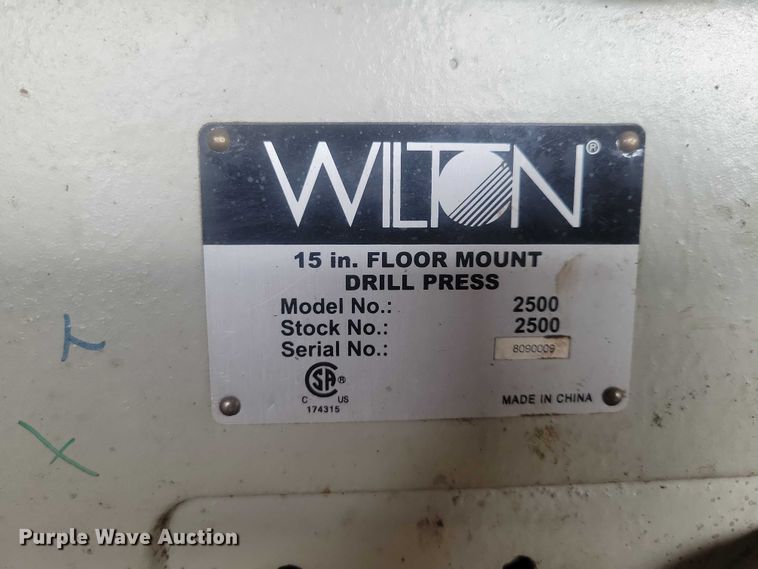 WILTON®
15 in. FLOOR MOUNT
DRILL PRESS
Model No.: 2500
Stock No.: 2500
Serial No.: 8090009
SA®
C US
174315
MADE IN CHINA
Purple Wave Auction